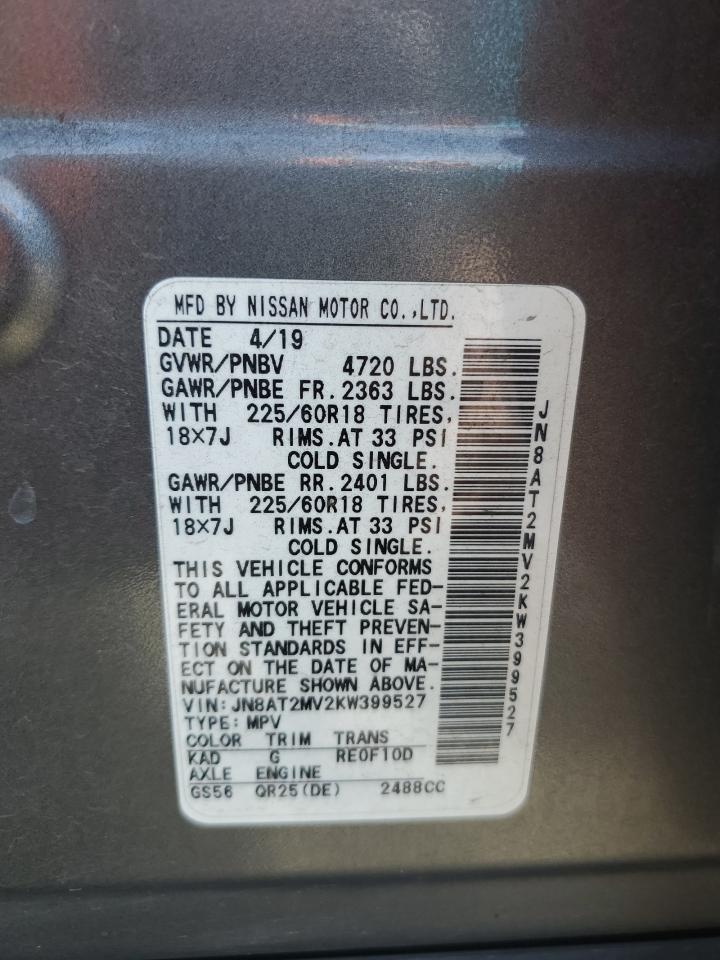 MFD BY NISSAN MOTOR CO.,LTD.
DATE 4/19
GVWR/PNBV 4720 LBS.
GAWR/PNBE FR.2363 LBS.
WITH 225/60R18 TIRES,
18×7J RIMS.AT 33 PSI
COLD SINGLE.
GAWR/PNBE RR.2401 LBS.
WITH 225/60R18 TIRES,
18×7J RIMS.AT 33 PSI
COLD SINGLE.
THIS VEHICLE CONFORMS
TO ALL APPLICABLE FED-
ERAL MOTOR VEHICLE SA-
FETY AND THEFT PREVEN-
TION STANDARDS IN EFF-
ECT ON THE DATE OF MA-
NUFACTURE SHOWN ABOVE.
VIN:JN8AT2MV2KW399527
TYPE:MPV
COLOR TRIM TRANS
KAD G RE0F10D
AXLE ENGINE
GS56 QR25(DE) 2488CC
JN8AT2MV2KW399527